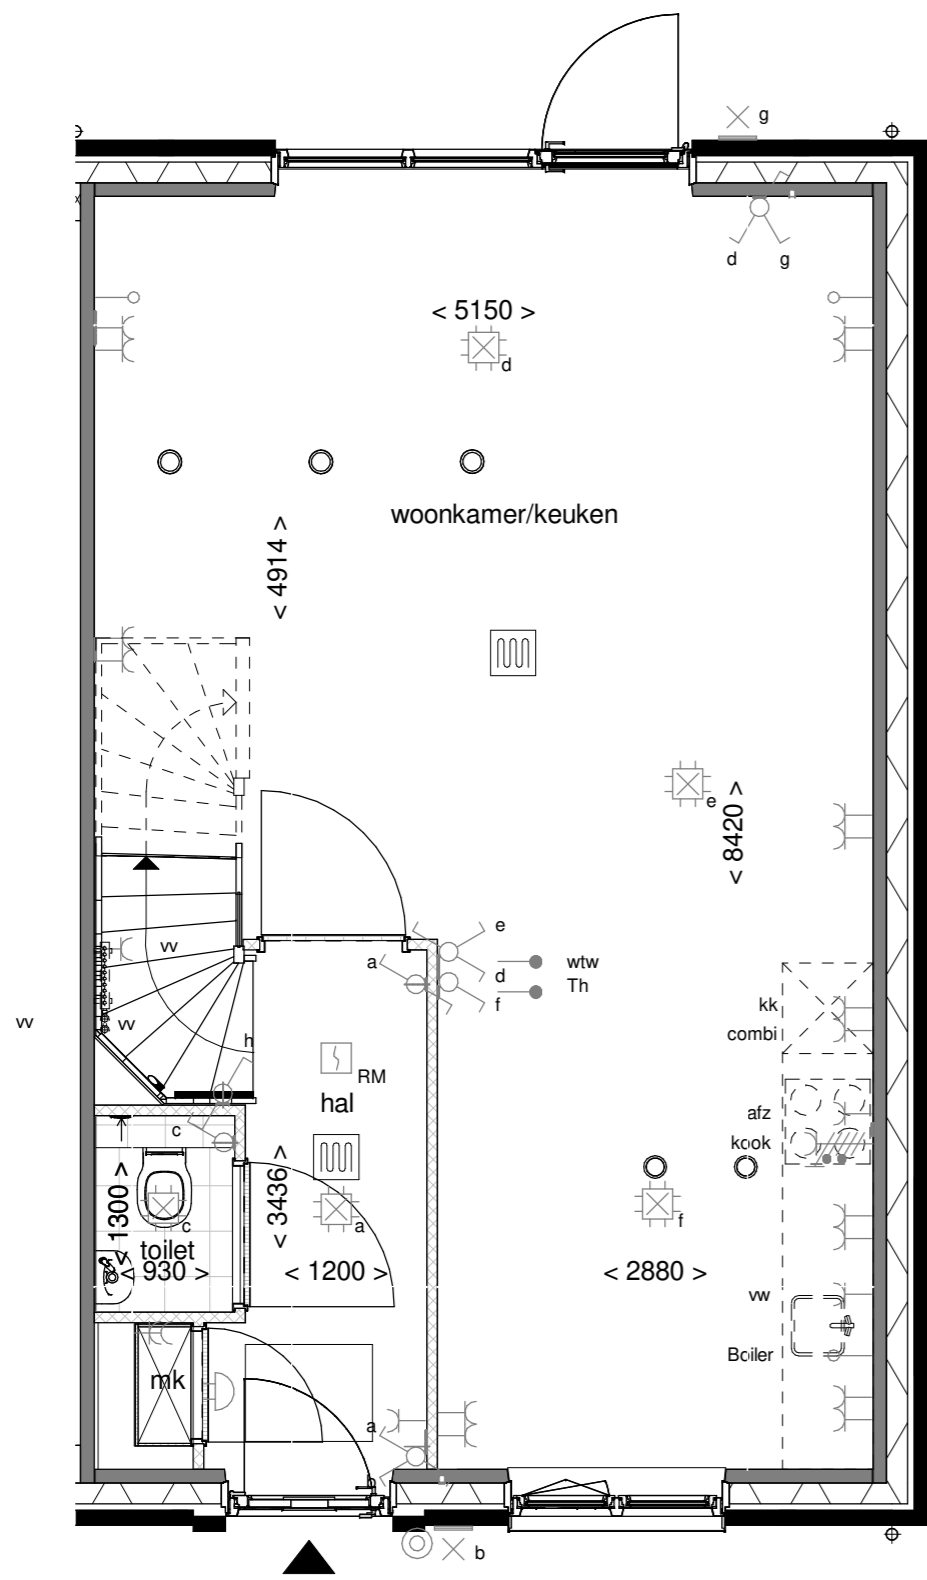 g
d g
< 5150 >
d
woonkamer/keuken
< 4914 >
e
< 8420 >
e
a
d
wtw
f
Th
vv
vv
vv
h
kk
combi
RM
hal
afz
kook
c
< 1300 >
c
toilet
< 930 >
< 3436 >
a
< 1200 >
f
< 2880 >
vw
Boiler
mk
a
b